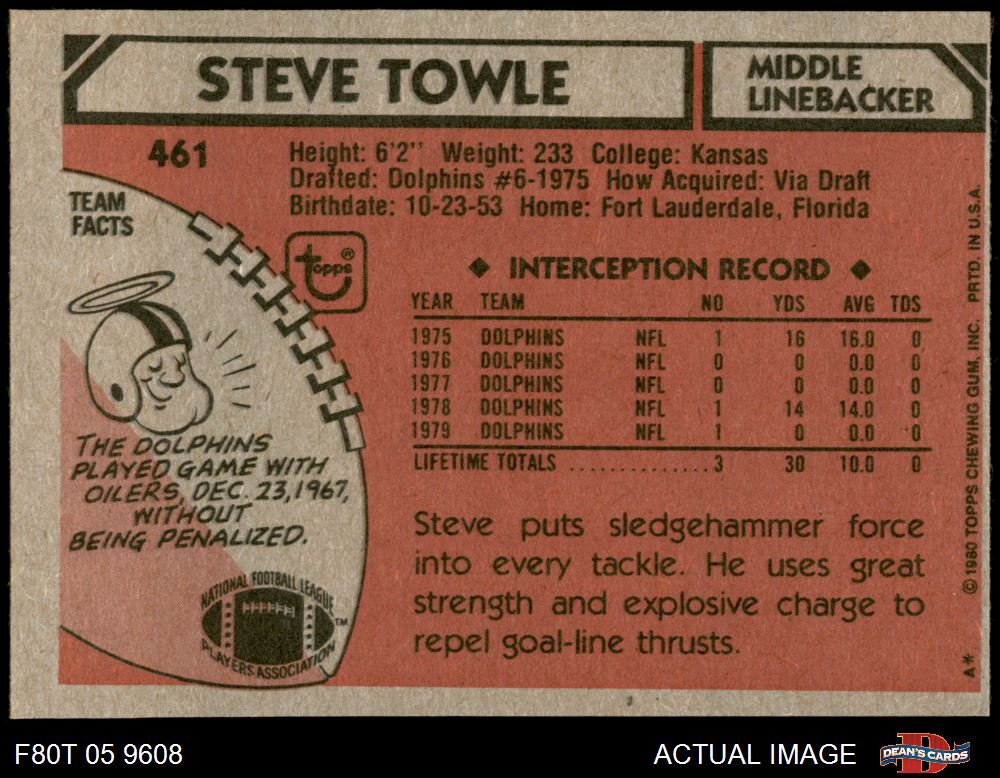 STEVE TOWLE
MIDDLE
LINEBACKER
461
Height: 6'2" Weight: 233 College: Kansas
Drafted: Dolphins #6-1975 How Acquired: Via Draft
Birthdate: 10-23-53 Home: Fort Lauderdale, Florida
TEAM
FACTS
topps®
THE DOLPHINS
PLAYED GAME WITH
OILERS, DEC. 23, 1967,
WITHOUT
BEING PENALIZED.
NATIONAL FOOTBALL LEAGUE
PLAYERS ASSOCIATION
TM
◆ INTERCEPTION RECORD ◆
YEAR TEAM NO YDS AVG TDS
1975 DOLPHINS NFL 1 16 16.0 0
1976 DOLPHINS NFL 0 0 0.0 0
1977 DOLPHINS NFL 0 0 0.0 0
1978 DOLPHINS NFL 1 14 14.0 0
1979 DOLPHINS NFL 1 0 0.0 0
LIFETIME TOTALS ..............3 30 10.0 0
Steve puts sledgehammer force
into every tackle. He uses great
strength and explosive charge to
repel goal-line thrusts.
© 1980 TOPPS CHEWING GUM, INC. PRTD. IN U.S.A.
A*
F80T 05 9608
ACTUAL IMAGE
D
DEAN'S CARDS